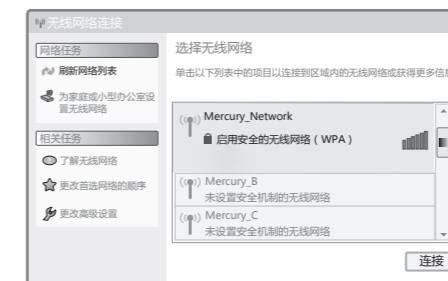 无线网络连接
网络任务
刷新网络列表
为家庭或小型办公室设
置无线网络
相关任务
了解无线网络
更改首选网络的顺序
更改高级设置
选择无线网络
单击以下列表中的项目以连接到区域内的无线网络或获得更多信息
Mercury_Network
启用安全的无线网络（WPA）
Mercury_B
未设置安全机制的无线网络
Mercury_C
未设置安全机制的无线网络
连接